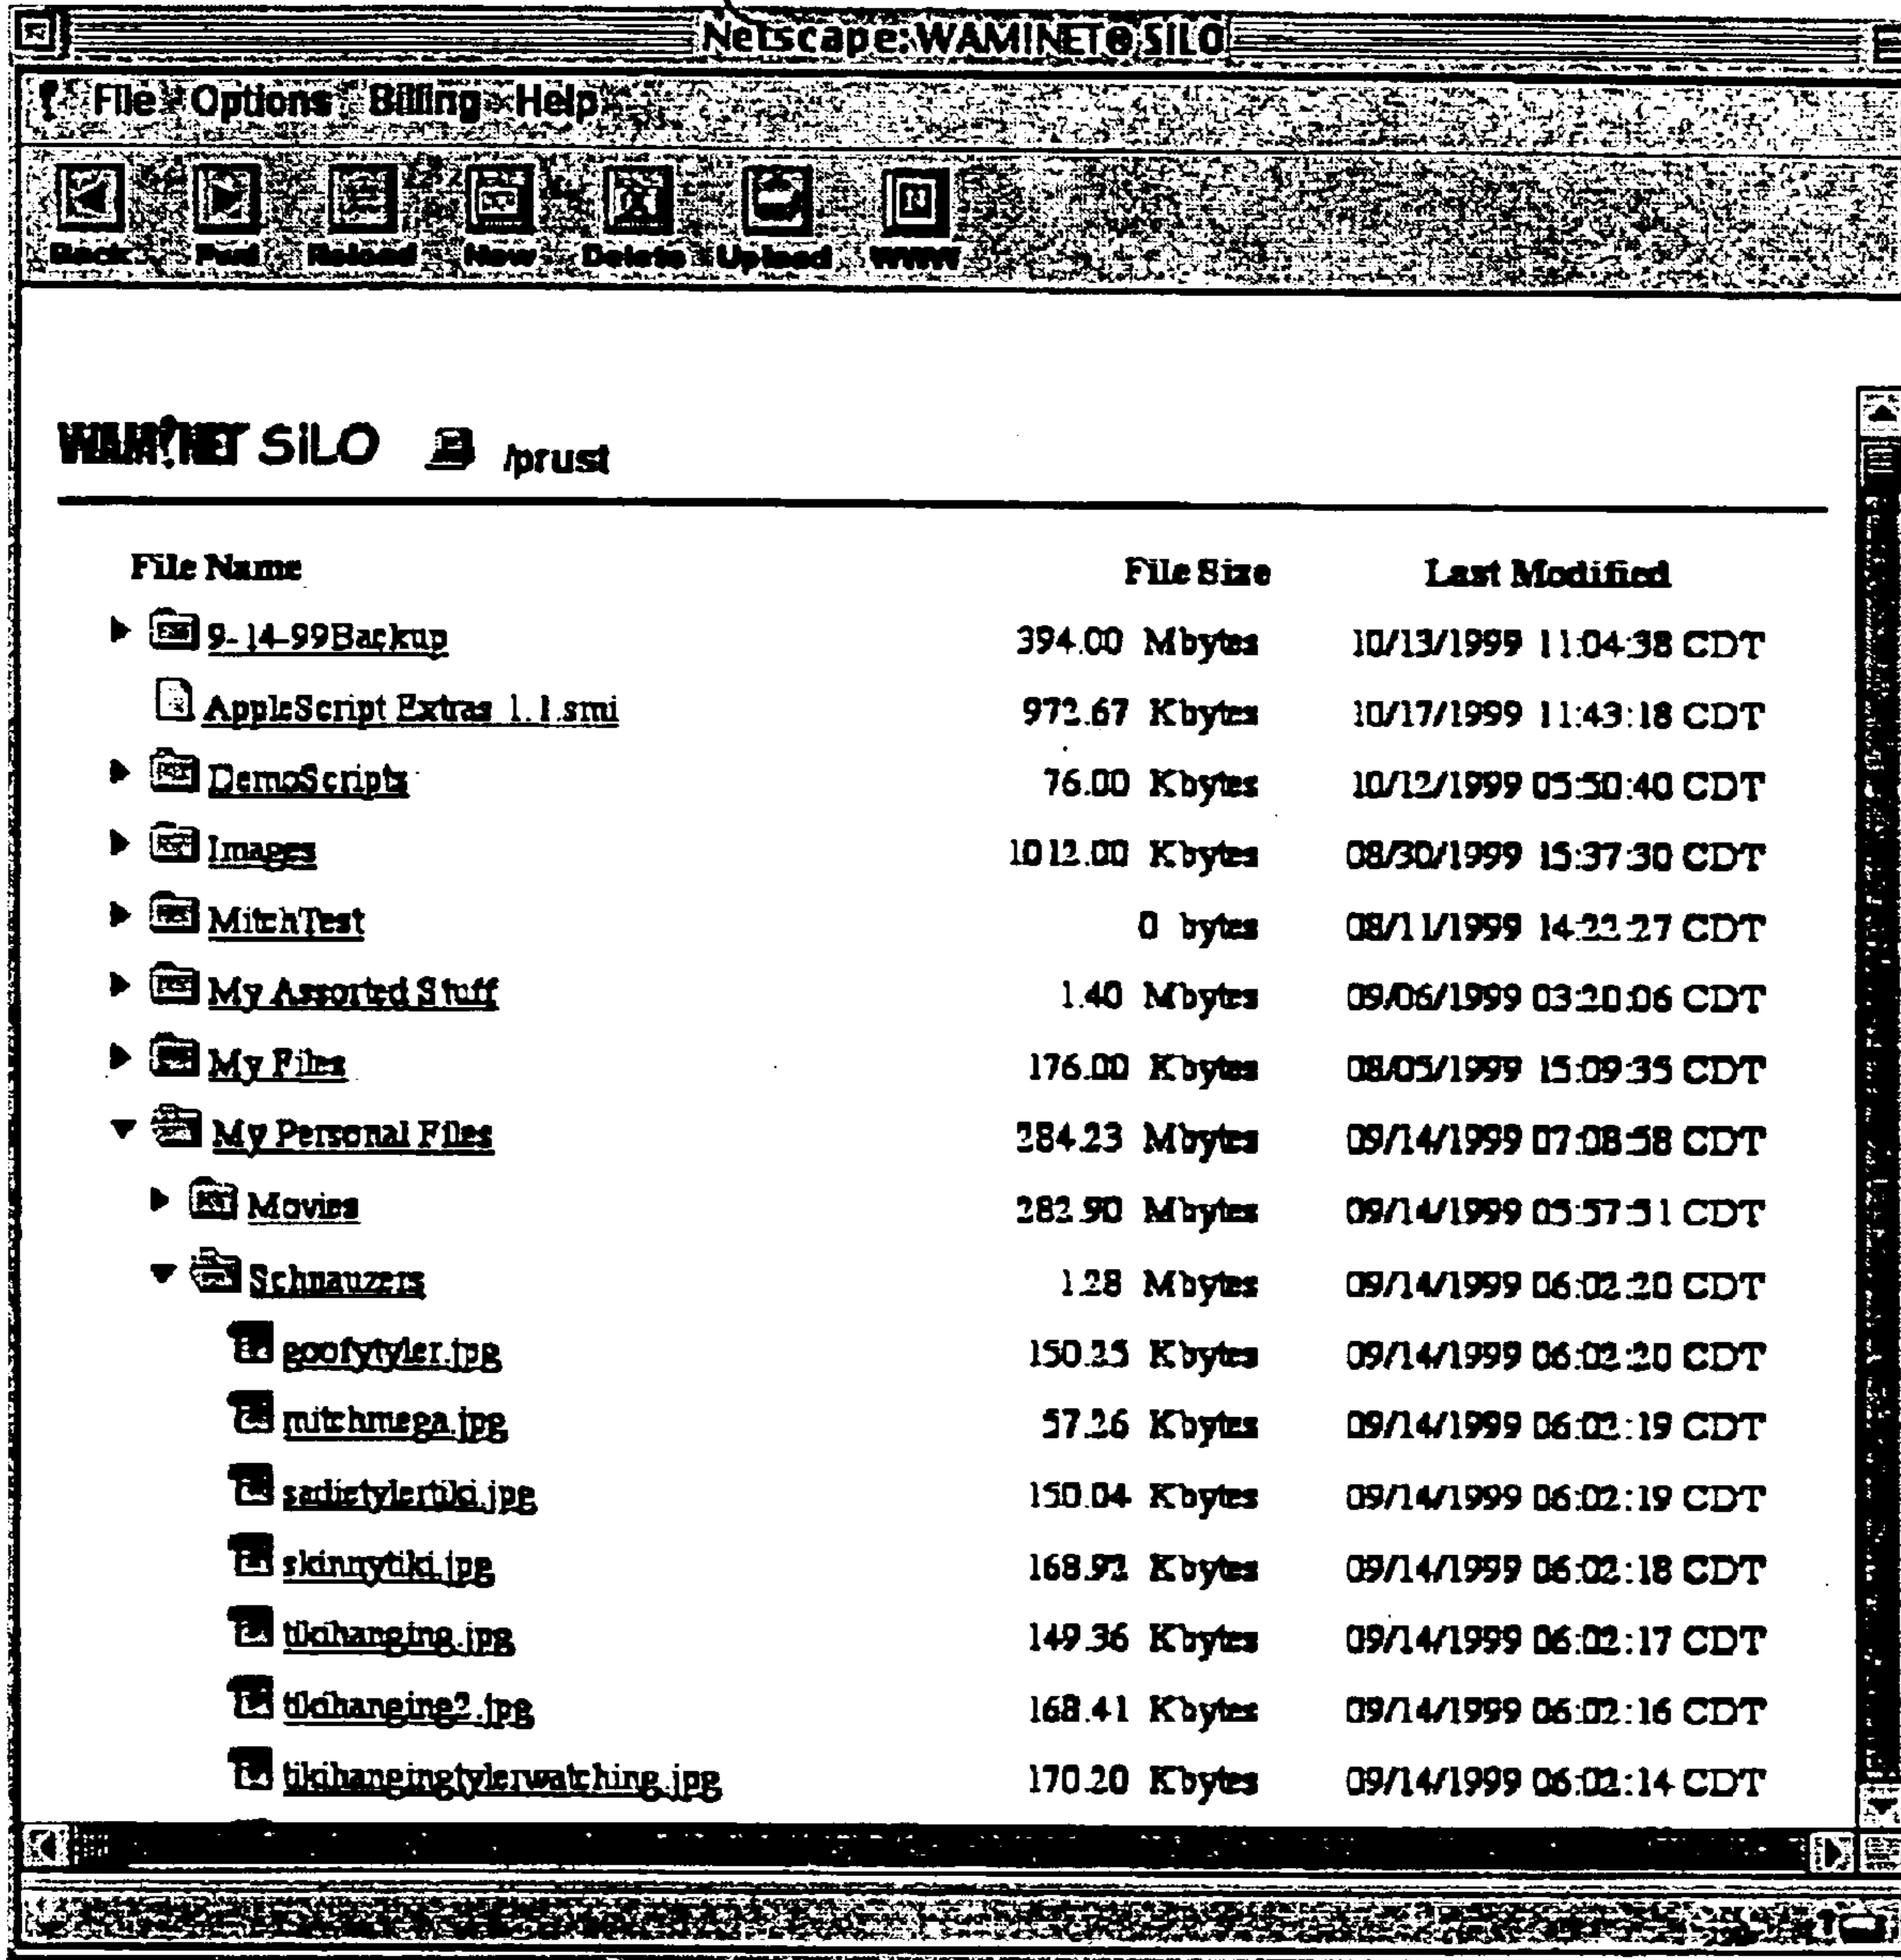 Netscape:WAM!NET@SILO
File Options Billing Help
Back Fwd Reload New Delete Upload WWW
WAM!NET SILO /prust
File Name File Size Last Modified
9-14-99Backup 394.00 Mbytes 10/13/1999 11:04:38 CDT
AppleScript Extras 1.1.smi 972.67 Kbytes 10/17/1999 11:43:18 CDT
DemoScripts 76.00 Kbytes 10/12/1999 05:50:40 CDT
Images 1012.00 Kbytes 08/30/1999 15:37:30 CDT
MitchTest 0 bytes 08/11/1999 14:22:27 CDT
My Assorted Stuff 1.40 Mbytes 09/06/1999 03:20:06 CDT
My Files 176.00 Kbytes 08/05/1999 15:09:35 CDT
My Personal Files 284.23 Mbytes 09/14/1999 07:08:58 CDT
Movies 282.90 Mbytes 09/14/1999 05:57:51 CDT
Schnauzers 1.28 Mbytes 09/14/1999 06:02:20 CDT
goofytyler.jpg 150.25 Kbytes 09/14/1999 06:02:20 CDT
mitchmega.jpg 57.26 Kbytes 09/14/1999 06:02:19 CDT
sadietylertiki.jpg 150.04 Kbytes 09/14/1999 06:02:19 CDT
skinnytiki.jpg 168.92 Kbytes 09/14/1999 06:02:18 CDT
tikihanging.jpg 149.36 Kbytes 09/14/1999 06:02:17 CDT
tikihanging2.jpg 168.41 Kbytes 09/14/1999 06:02:16 CDT
tikihangingtylerwatching.jpg 170.20 Kbytes 09/14/1999 06:02:14 CDT